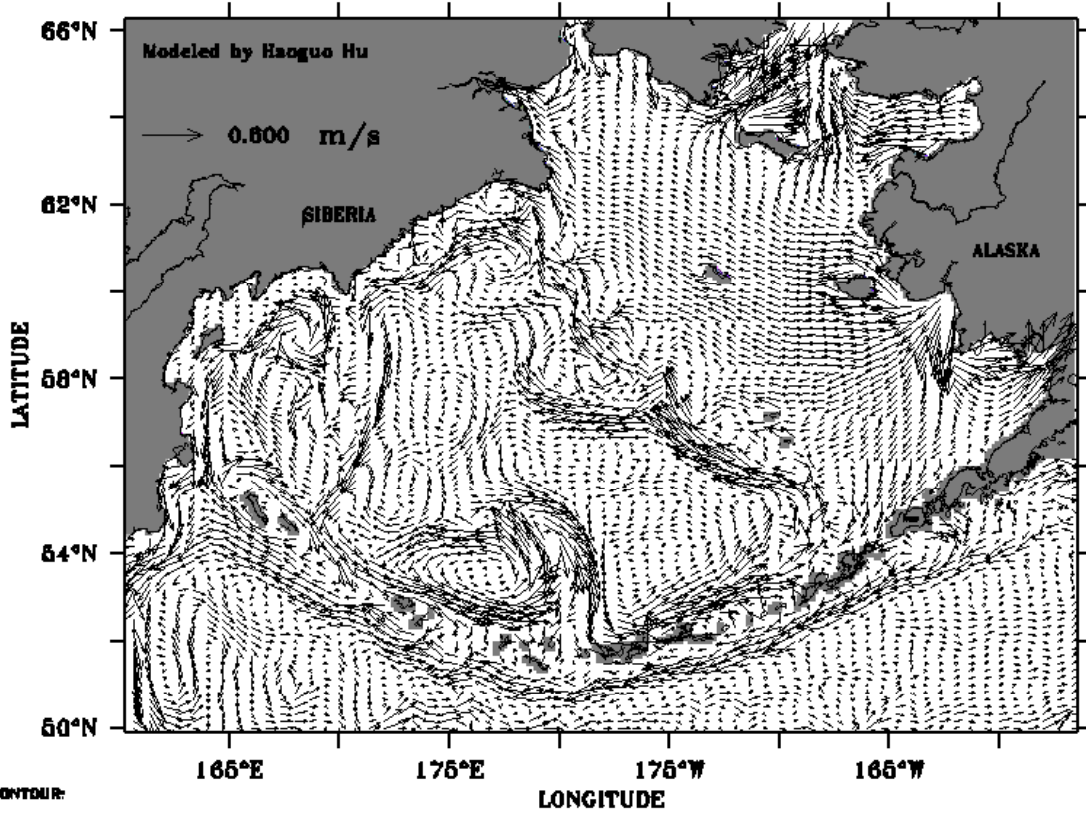 66°N
Modeled by Haoguo Hu
0.600 m/s
62°N
SIBERIA
ALASKA
LATITUDE
58°N
54°N
50°N
165°E 175°E 175°W 165°W
ONTOUR:
LONGITUDE